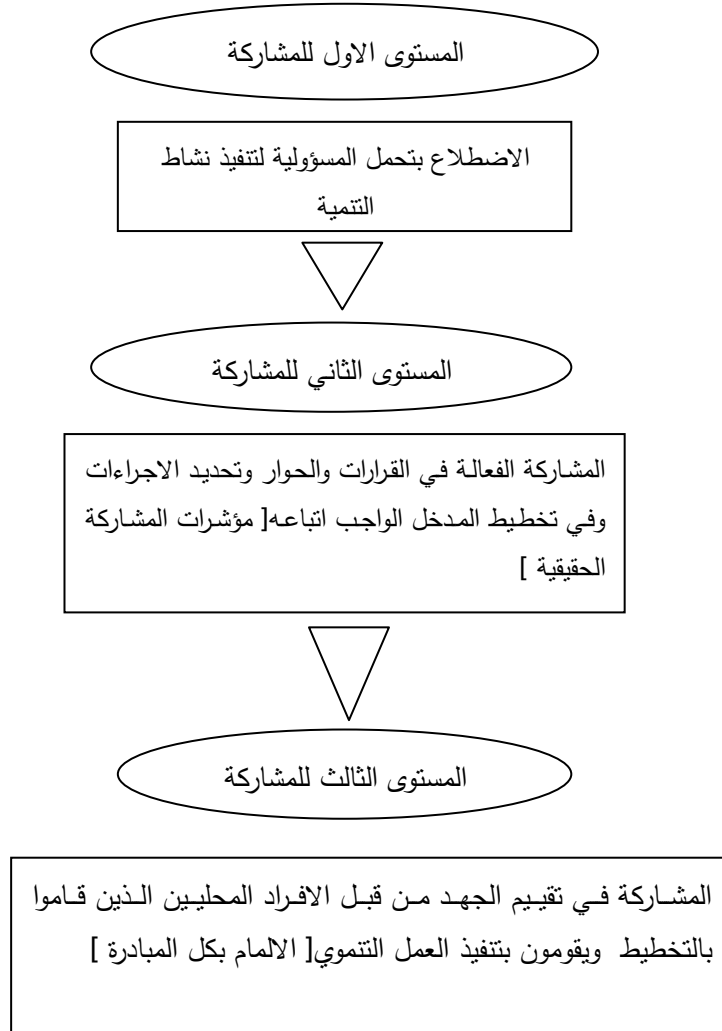 المستوى الاول للمشاركة
الاضطلاع بتحمل المسؤولية لتنفيذ نشاط
التنمية
المستوى الثاني للمشاركة
المشاركة الفعالة في القرارات والحوار وتحديد الاجراءات
وفي تخطيط المدخل الواجب اتباعه[ مؤشرات المشاركة
الحقيقية ]
المستوى الثالث للمشاركة
المشاركة في تقييم الجهد من قبل الافراد المحليين الذين قاموا
بالتخطيط ويقومون بتنفيذ العمل التنموي[ الالمام بكل المبادرة ]